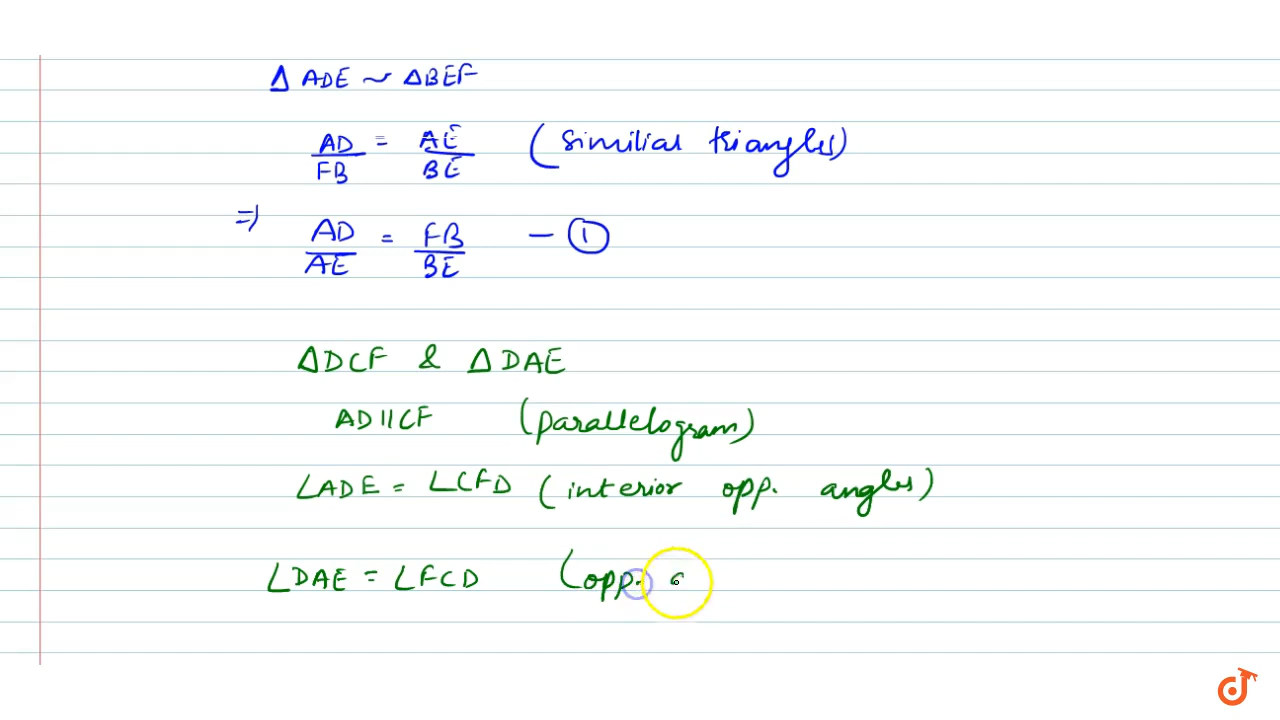 Δ ADE ~ ΔBEF
AD/FB = AE/BE (Similial triangles)
⇒ AD/AE = FB/BE — ①
ΔDCF & ΔDAE
AD||CF (parallelogram)
∠ADE = ∠CFD (interior opp. angles)
∠DAE = ∠FCD (opp.